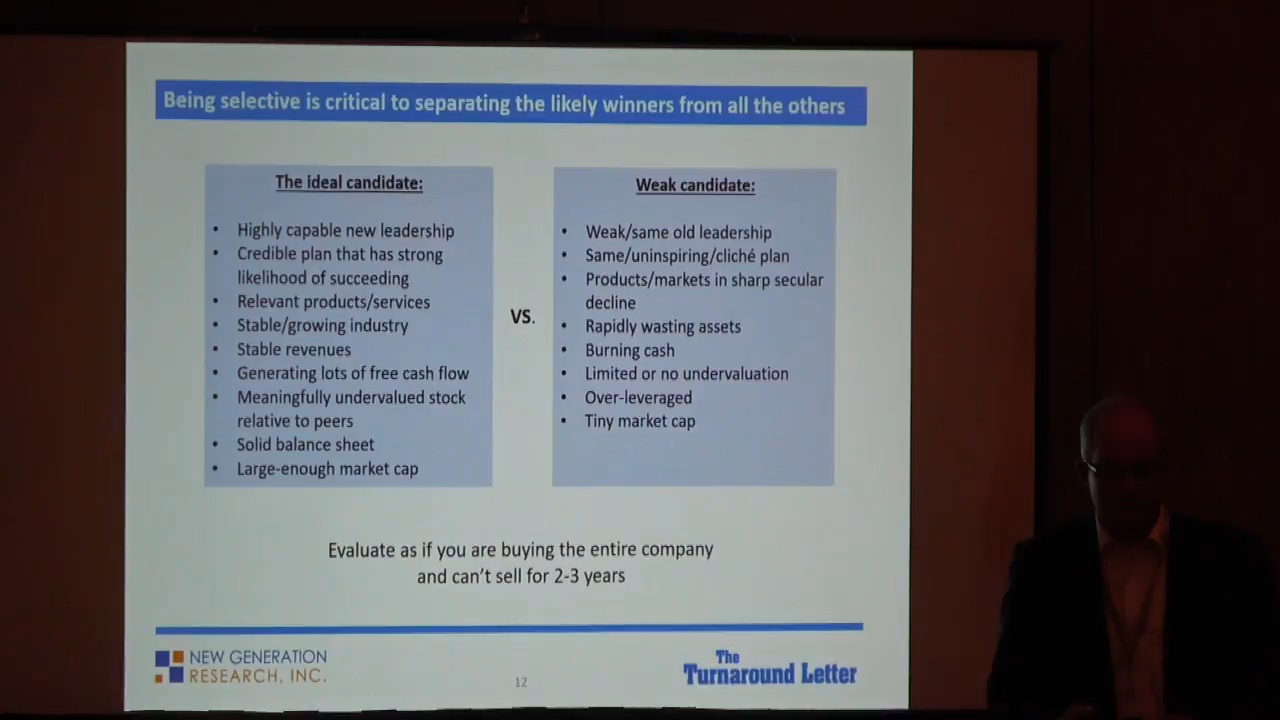 Being selective is critical to separating the likely winners from all the others
The ideal candidate:
• Highly capable new leadership
• Credible plan that has strong
likelihood of succeeding
• Relevant products/services
• Stable/growing industry
• Stable revenues
• Generating lots of free cash flow
• Meaningfully undervalued stock
relative to peers
• Solid balance sheet
• Large-enough market cap
VS.
Weak candidate:
• Weak/same old leadership
• Same/uninspiring/cliché plan
• Products/markets in sharp secular
decline
• Rapidly wasting assets
• Burning cash
• Limited or no undervaluation
• Over-leveraged
• Tiny market cap
Evaluate as if you are buying the entire company
and can't sell for 2-3 years
NEW GENERATION
RESEARCH, INC.
12
The
Turnaround Letter